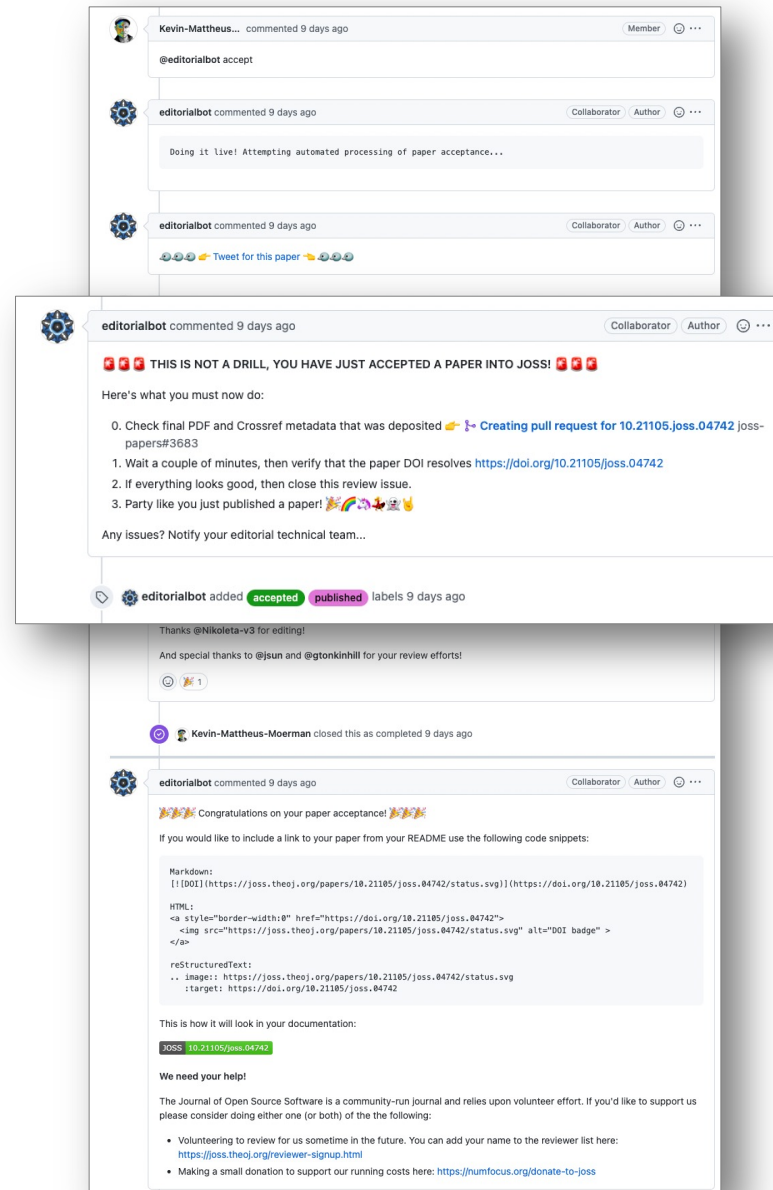 Kevin-Mattheus... commented 9 days ago Member
@editorialbot accept
editorialbot commented 9 days ago Collaborator Author
Doing it live! Attempting automated processing of paper acceptance...
editorialbot commented 9 days ago Collaborator Author
🐦🐦🐦 👉 Tweet for this paper 👈 🐦🐦🐦
editorialbot commented 9 days ago Collaborator Author
🚨🚨🚨 THIS IS NOT A DRILL, YOU HAVE JUST ACCEPTED A PAPER INTO JOSS! 🚨🚨🚨
Here's what you must now do:
0. Check final PDF and Crossref metadata that was deposited 👉 Creating pull request for 10.21105.joss.04742 joss-
papers#3683
1. Wait a couple of minutes, then verify that the paper DOI resolves https://doi.org/10.21105/joss.04742
2. If everything looks good, then close this review issue.
3. Party like you just published a paper! 🎉🌈🦄💃👻🤘
Any issues? Notify your editorial technical team...
editorialbot added accepted published labels 9 days ago
Thanks @Nikoleta-v3 for editing!
And special thanks to @jsun and @gtonkinhill for your review efforts!
🎉 1
Kevin-Mattheus-Moerman closed this as completed 9 days ago
editorialbot commented 9 days ago Collaborator Author
🎉🎉🎉 Congratulations on your paper acceptance! 🎉🎉🎉
If you would like to include a link to your paper from your README use the following code snippets:
Markdown:
[![DOI](https://joss.theoj.org/papers/10.21105/joss.04742/status.svg)](https://doi.org/10.21105/joss.04742)
HTML:
<a style="border-width:0" href="https://doi.org/10.21105/joss.04742">
<img src="https://joss.theoj.org/papers/10.21105/joss.04742/status.svg" alt="DOI badge" >
</a>
reStructuredText:
.. image:: https://joss.theoj.org/papers/10.21105/joss.04742/status.svg
:target: https://doi.org/10.21105/joss.04742
This is how it will look in your documentation:
JOSS 10.21105/joss.04742
We need your help!
The Journal of Open Source Software is a community-run journal and relies upon volunteer effort. If you'd like to support us
please consider doing either one (or both) of the the following:
• Volunteering to review for us sometime in the future. You can add your name to the reviewer list here:
https://joss.theoj.org/reviewer-signup.html
• Making a small donation to support our running costs here: https://numfocus.org/donate-to-joss